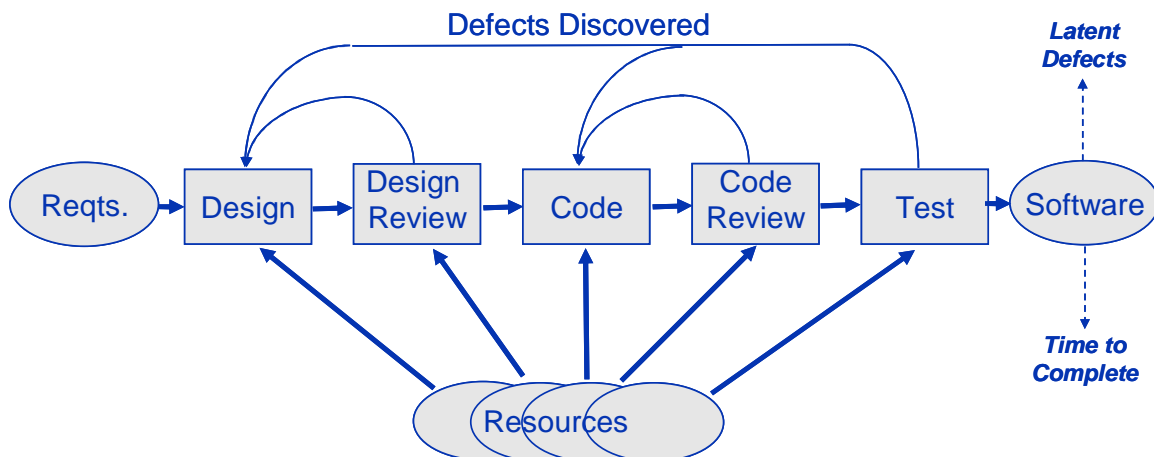 Defects Discovered
Latent
Defects
Reqts.
Design
Design
Review
Code
Code
Review
Test
Software
Resources
Time to
Complete